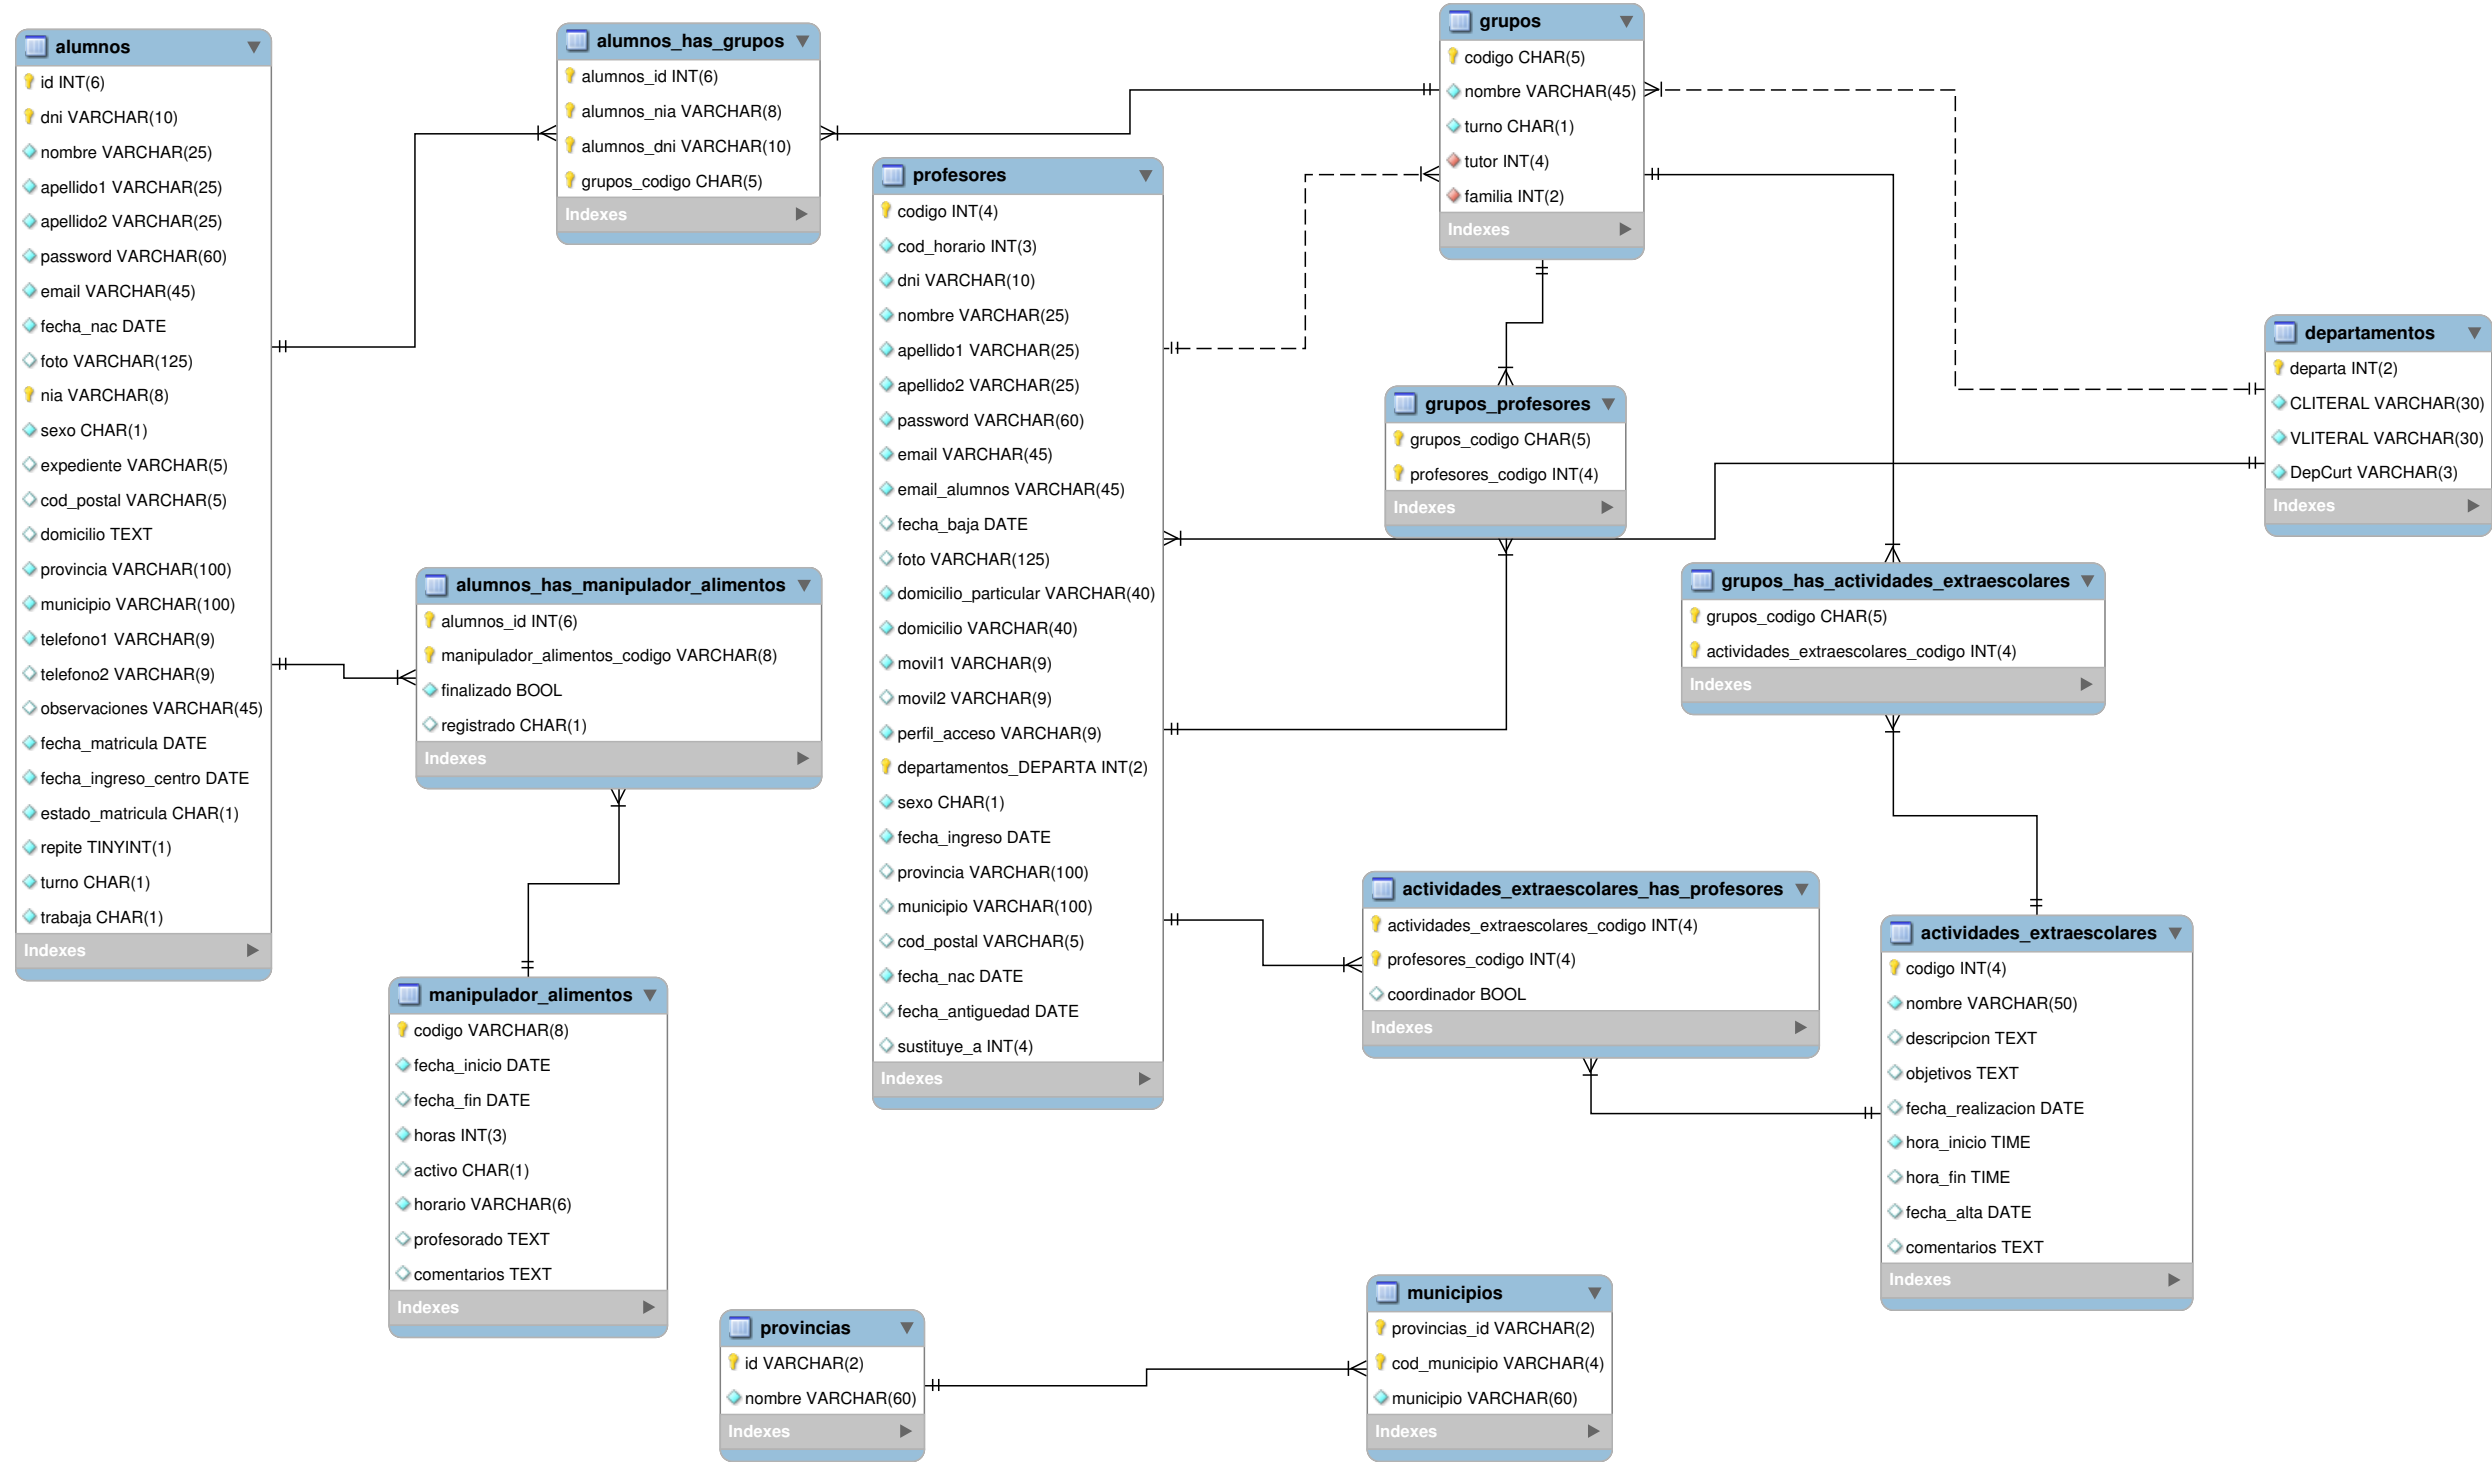 alumnos
id INT(6)
dni VARCHAR(10)
nombre VARCHAR(25)
apellido1 VARCHAR(25)
apellido2 VARCHAR(25)
password VARCHAR(60)
email VARCHAR(45)
fecha_nac DATE
foto VARCHAR(125)
nia VARCHAR(8)
sexo CHAR(1)
expediente VARCHAR(5)
cod_postal VARCHAR(5)
domicilio TEXT
provincia VARCHAR(100)
municipio VARCHAR(100)
telefono1 VARCHAR(9)
telefono2 VARCHAR(9)
observaciones VARCHAR(45)
fecha_matricula DATE
fecha_ingreso_centro DATE
estado_matricula CHAR(1)
repite TINYINT(1)
turno CHAR(1)
trabaja CHAR(1)
Indexes
alumnos_has_grupos
alumnos_id INT(6)
alumnos_nia VARCHAR(8)
alumnos_dni VARCHAR(10)
grupos_codigo CHAR(5)
Indexes
alumnos_has_manipulador_alimentos
alumnos_id INT(6)
manipulador_alimentos_codigo VARCHAR(8)
finalizado BOOL
registrado CHAR(1)
Indexes
manipulador_alimentos
codigo VARCHAR(8)
fecha_inicio DATE
fecha_fin DATE
horas INT(3)
activo CHAR(1)
horario VARCHAR(6)
profesorado TEXT
comentarios TEXT
Indexes
profesores
codigo INT(4)
cod_horario INT(3)
dni VARCHAR(10)
nombre VARCHAR(25)
apellido1 VARCHAR(25)
apellido2 VARCHAR(25)
password VARCHAR(60)
email VARCHAR(45)
email_alumnos VARCHAR(45)
fecha_baja DATE
foto VARCHAR(125)
domicilio_particular VARCHAR(40)
domicilio VARCHAR(40)
movil1 VARCHAR(9)
movil2 VARCHAR(9)
perfil_acceso VARCHAR(9)
departamentos_DEPARTA INT(2)
sexo CHAR(1)
fecha_ingreso DATE
provincia VARCHAR(100)
municipio VARCHAR(100)
cod_postal VARCHAR(5)
fecha_nac DATE
fecha_antiguedad DATE
sustituye_a INT(4)
Indexes
grupos
codigo CHAR(5)
nombre VARCHAR(45)
turno CHAR(1)
tutor INT(4)
familia INT(2)
Indexes
grupos_profesores
grupos_codigo CHAR(5)
profesores_codigo INT(4)
Indexes
departamentos
departa INT(2)
CLITERAL VARCHAR(30)
VLITERAL VARCHAR(30)
DepCurt VARCHAR(3)
Indexes
grupos_has_actividades_extraescolares
grupos_codigo CHAR(5)
actividades_extraescolares_codigo INT(4)
Indexes
actividades_extraescolares_has_profesores
actividades_extraescolares_codigo INT(4)
profesores_codigo INT(4)
coordinador BOOL
Indexes
actividades_extraescolares
codigo INT(4)
nombre VARCHAR(50)
descripcion TEXT
objetivos TEXT
fecha_realizacion DATE
hora_inicio TIME
hora_fin TIME
fecha_alta DATE
comentarios TEXT
Indexes
provincias
id VARCHAR(2)
nombre VARCHAR(60)
Indexes
municipios
provincias_id VARCHAR(2)
cod_municipio VARCHAR(4)
municipio VARCHAR(60)
Indexes